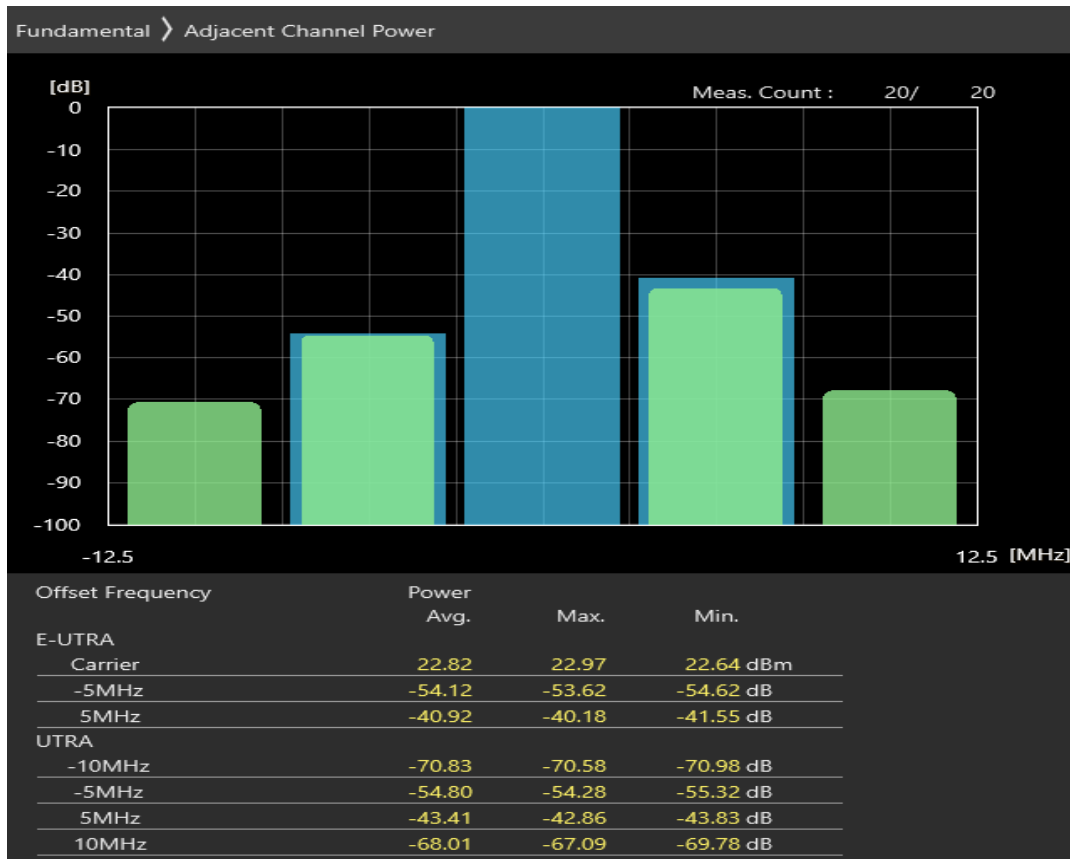 Fundamental ❯ Adjacent Channel Power
[dB]
Meas. Count : 20/ 20
0
-10
-20
-30
-40
-50
-60
-70
-80
-90
-100
-12.5 12.5 [MHz]
Offset Frequency Power
Avg. Max. Min.
E-UTRA
Carrier 22.82 22.97 22.64 dBm
-5MHz -54.12 -53.62 -54.62 dB
5MHz -40.92 -40.18 -41.55 dB
UTRA
-10MHz -70.83 -70.58 -70.98 dB
-5MHz -54.80 -54.28 -55.32 dB
5MHz -43.41 -42.86 -43.83 dB
10MHz -68.01 -67.09 -69.78 dB